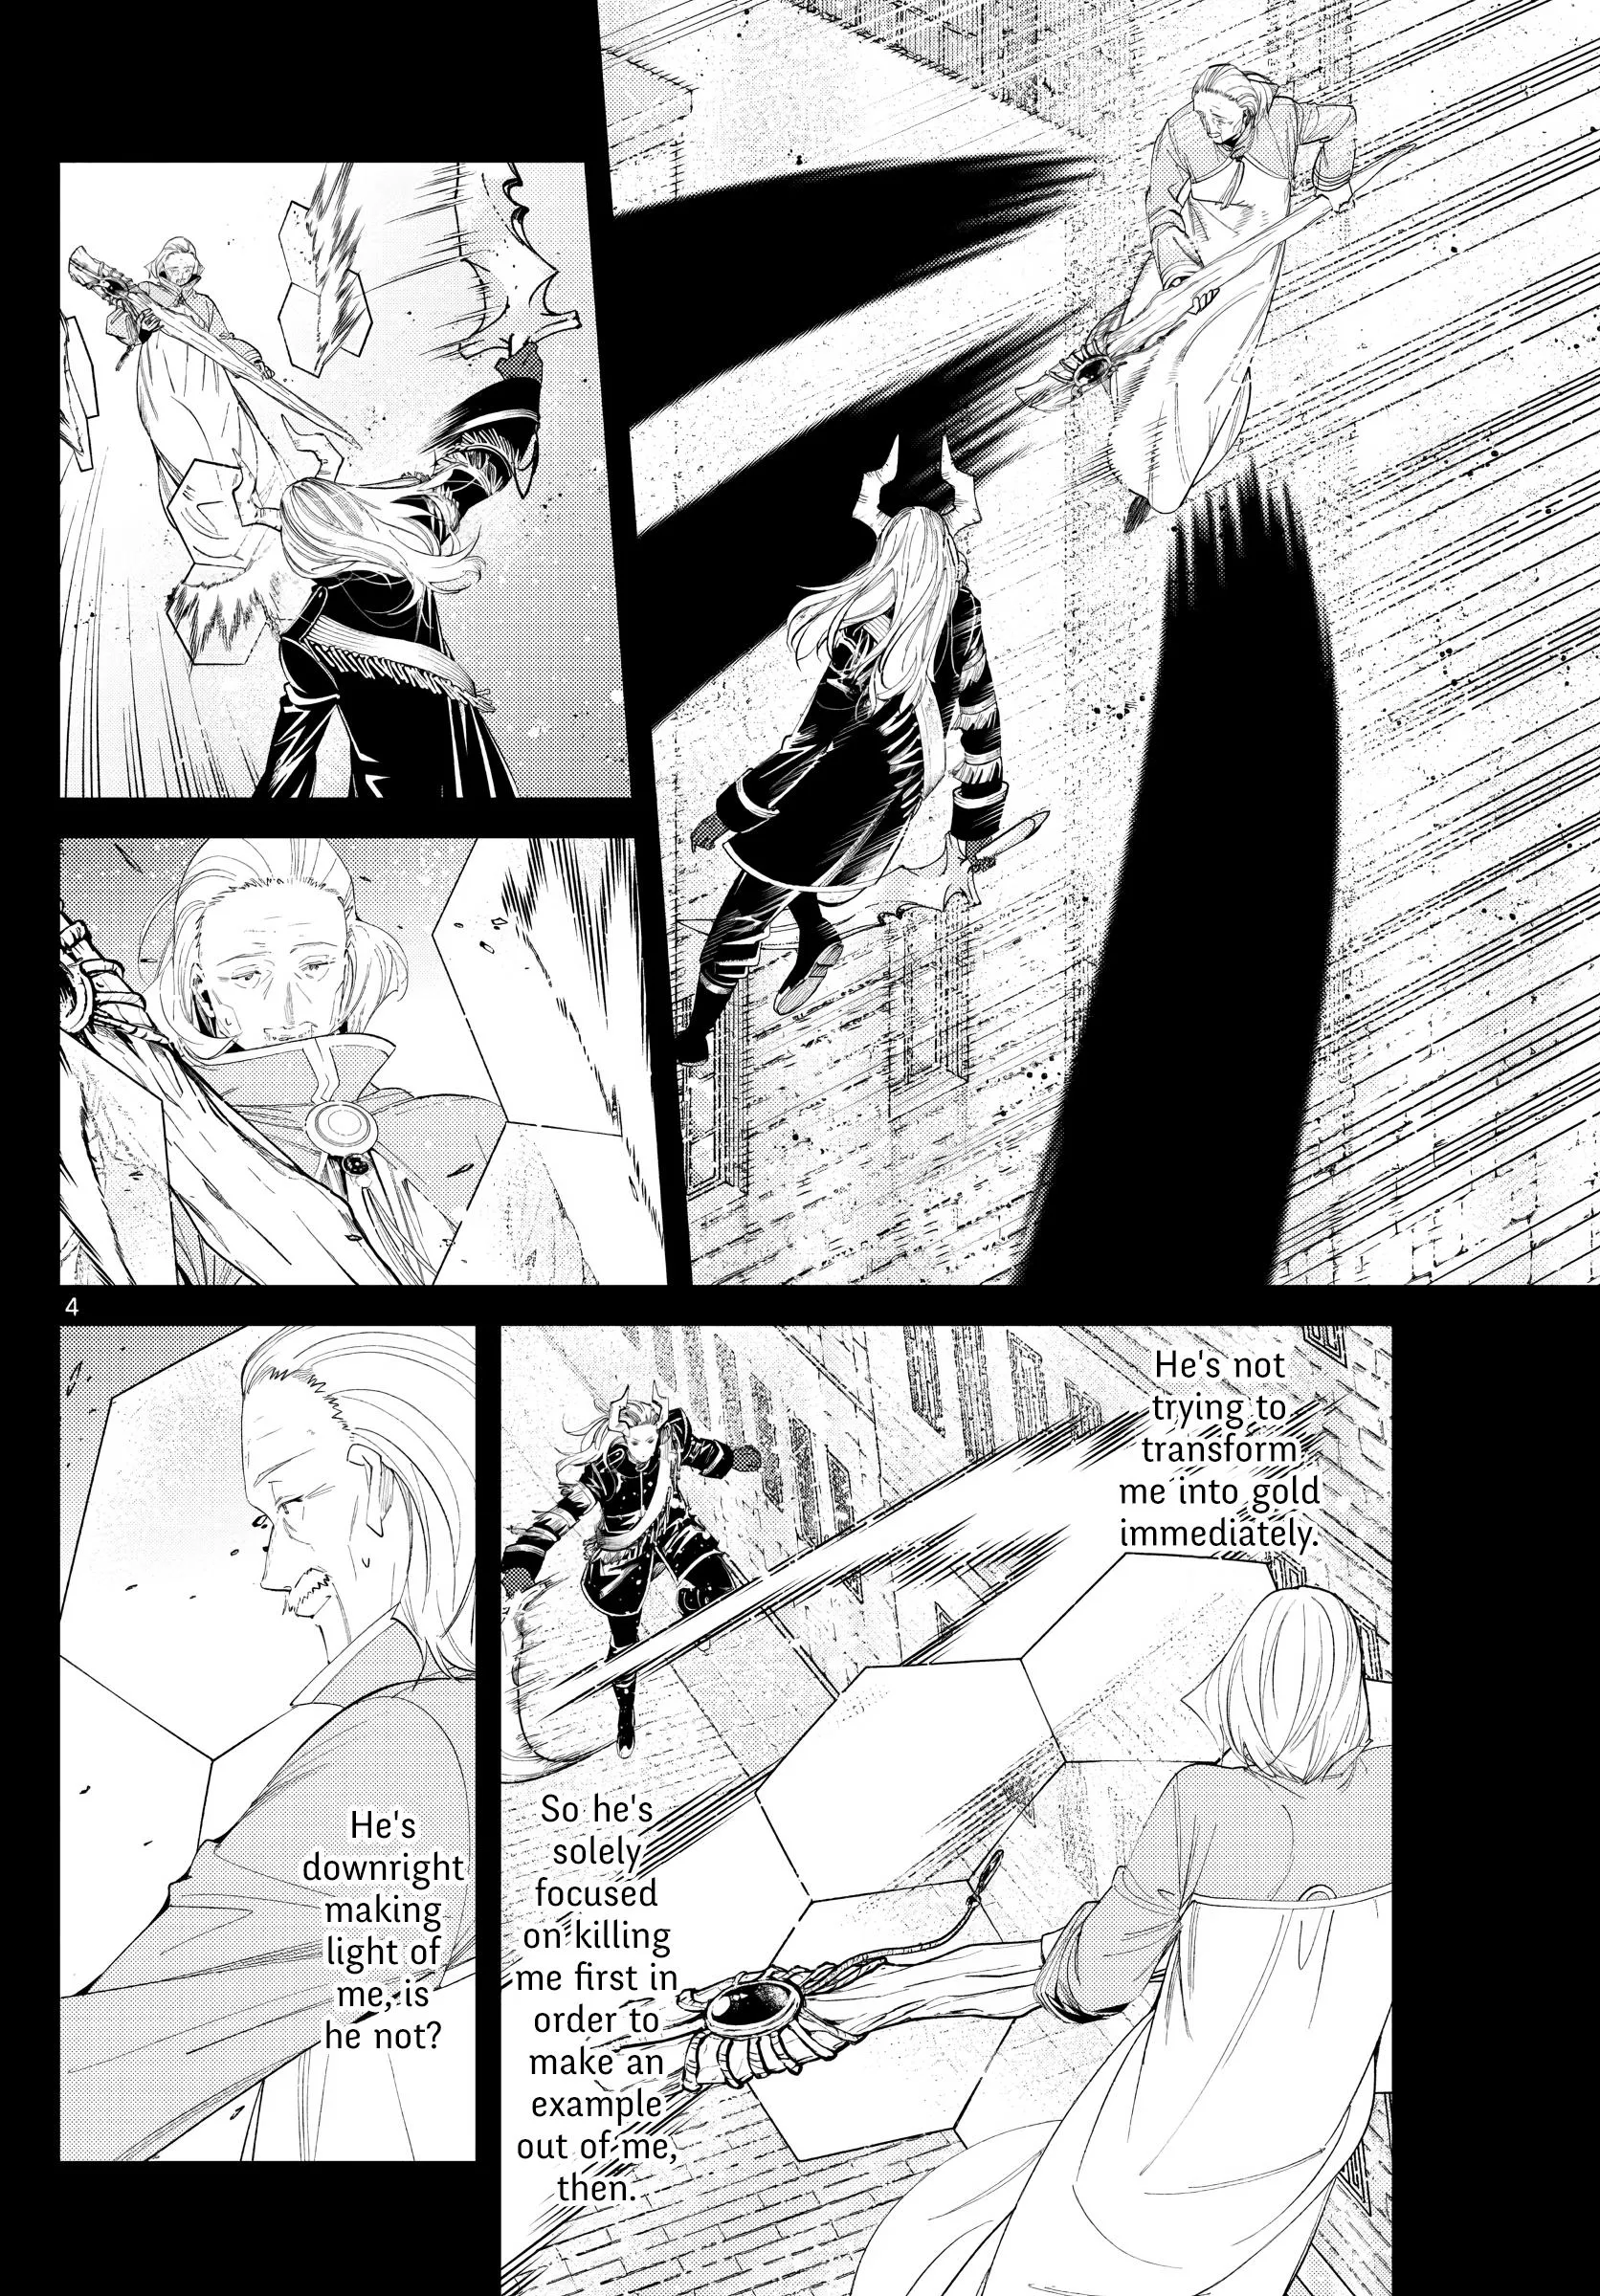 4
He's not
trying to
transform
me into gold
immediately.
So he's
solely
focused
on killing
me first in
order to
make an
example
out of me,
then.
He's
downright
making
light of
me, is
he not?